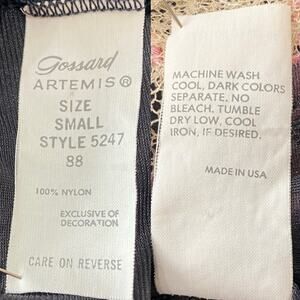 Gossard
ARTEMIS®
SIZE
SMALL
STYLE 5247
88
100% NYLON
EXCLUSIVE OF
DECORATION
CARE ON REVERSE
MACHINE WASH
COOL, DARK COLORS
SEPARATE. NO
BLEACH. TUMBLE
DRY LOW, COOL
IRON, IF DESIRED.
MADE IN USA